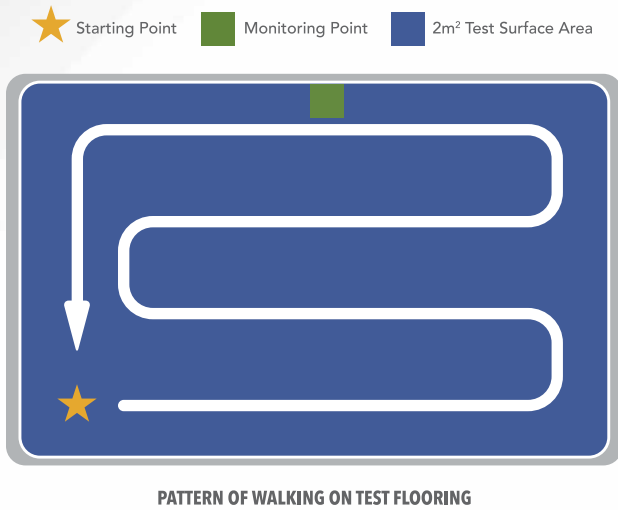 Starting Point Monitoring Point 2m² Test Surface Area
PATTERN OF WALKING ON TEST FLOORING